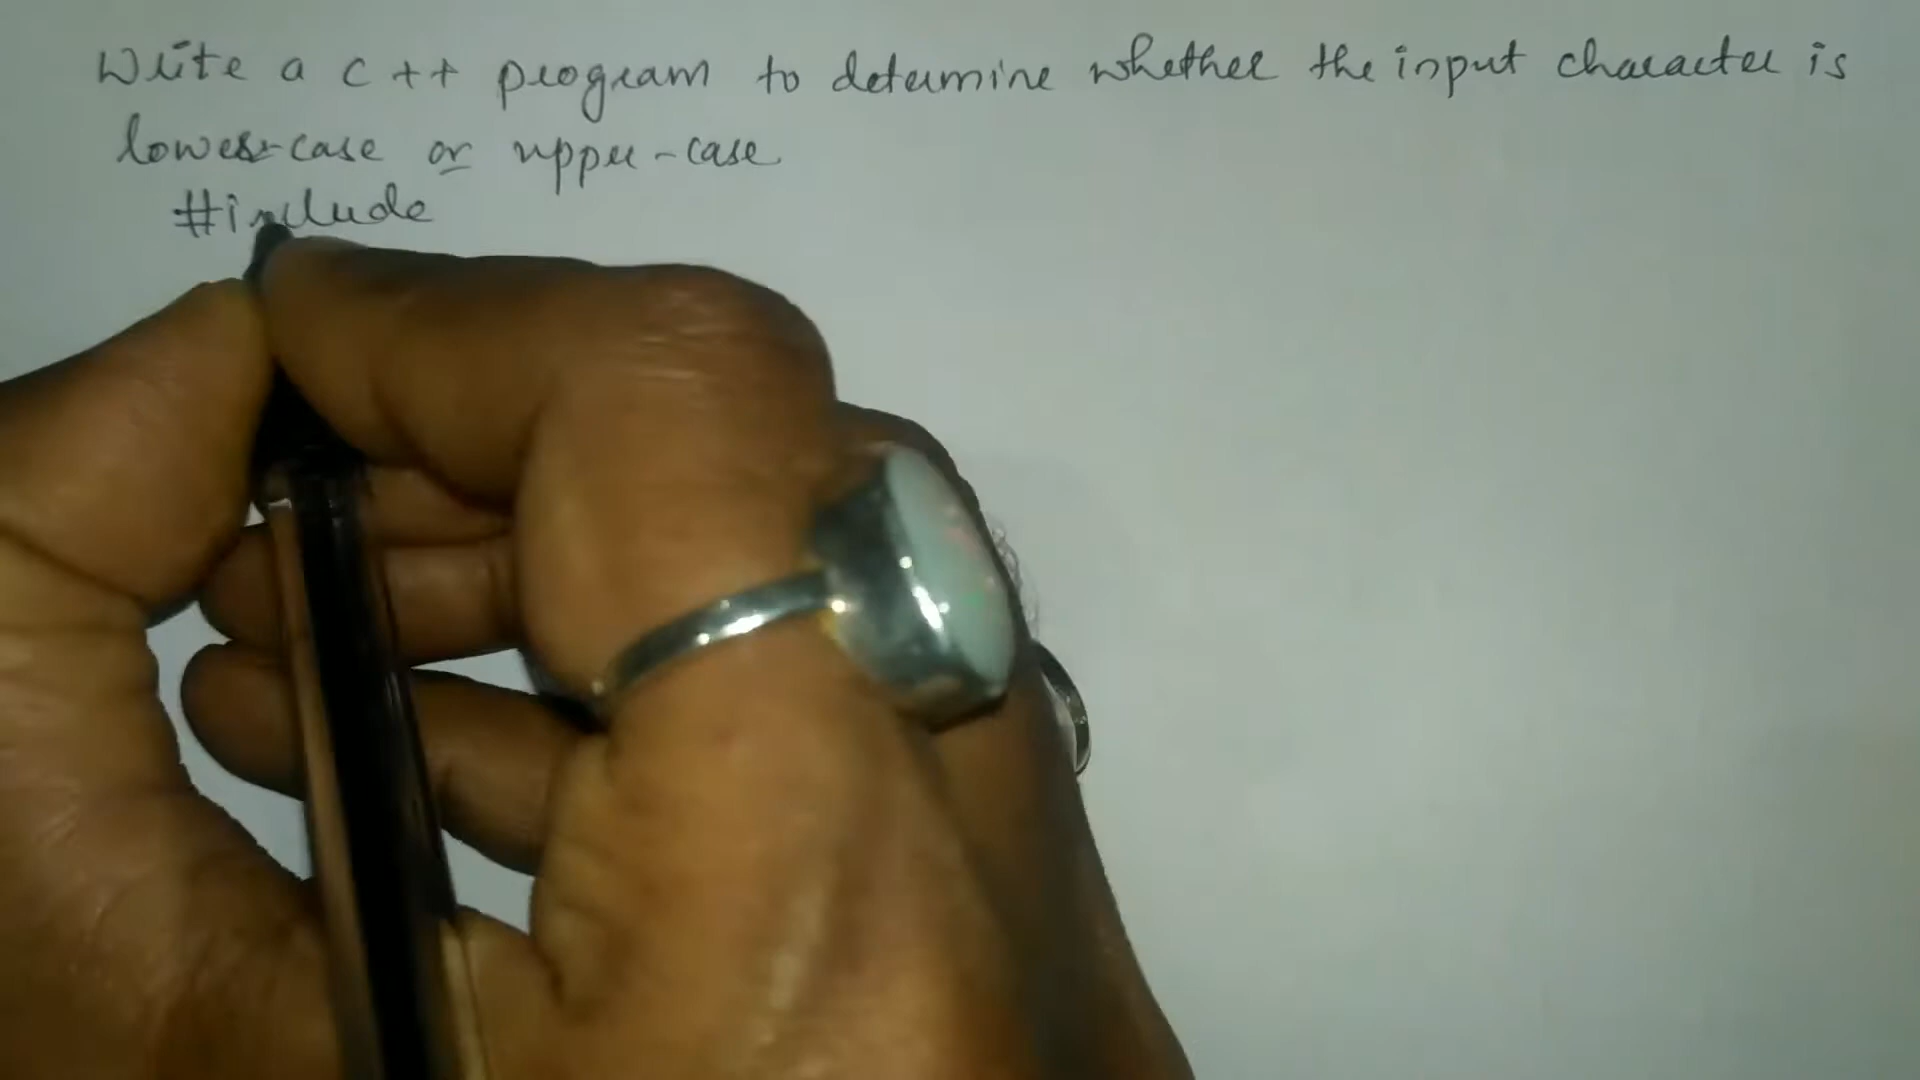 Write a c++ program to determine whether the input character is
lower-case or upper-case
#include